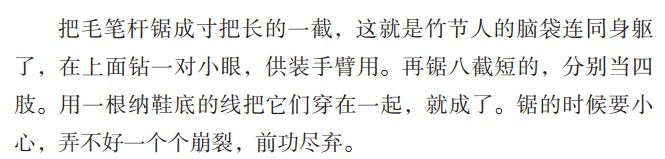 把毛笔杆锯成寸把长的一截，这就是竹节人的脑袋连同身躯
了，在上面钻一对小眼，供装手臂用。再锯八截短的，分别当四
肢。用一根纳鞋底的线把它们穿在一起，就成了。锯的时候要小
心，弄不好一个个崩裂，前功尽弃。